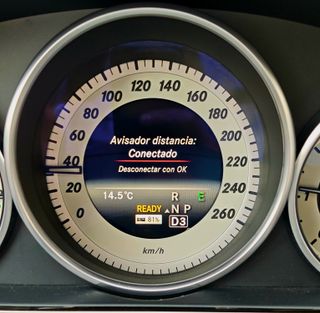 120 140
100 160
80 180
60 200
40 220
20 240
260
Avisador distancia:
Conectado
Desconectar con OK
14.5°C R E
READY N P
81% D3
km/h